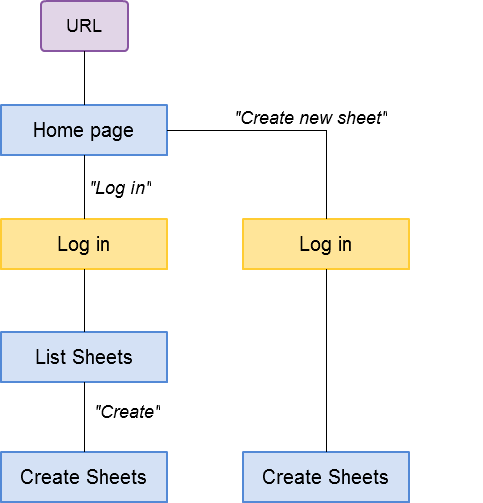 URL
Home page
"Create new sheet"
"Log in"
Log in
Log in
List Sheets
"Create"
Create Sheets
Create Sheets